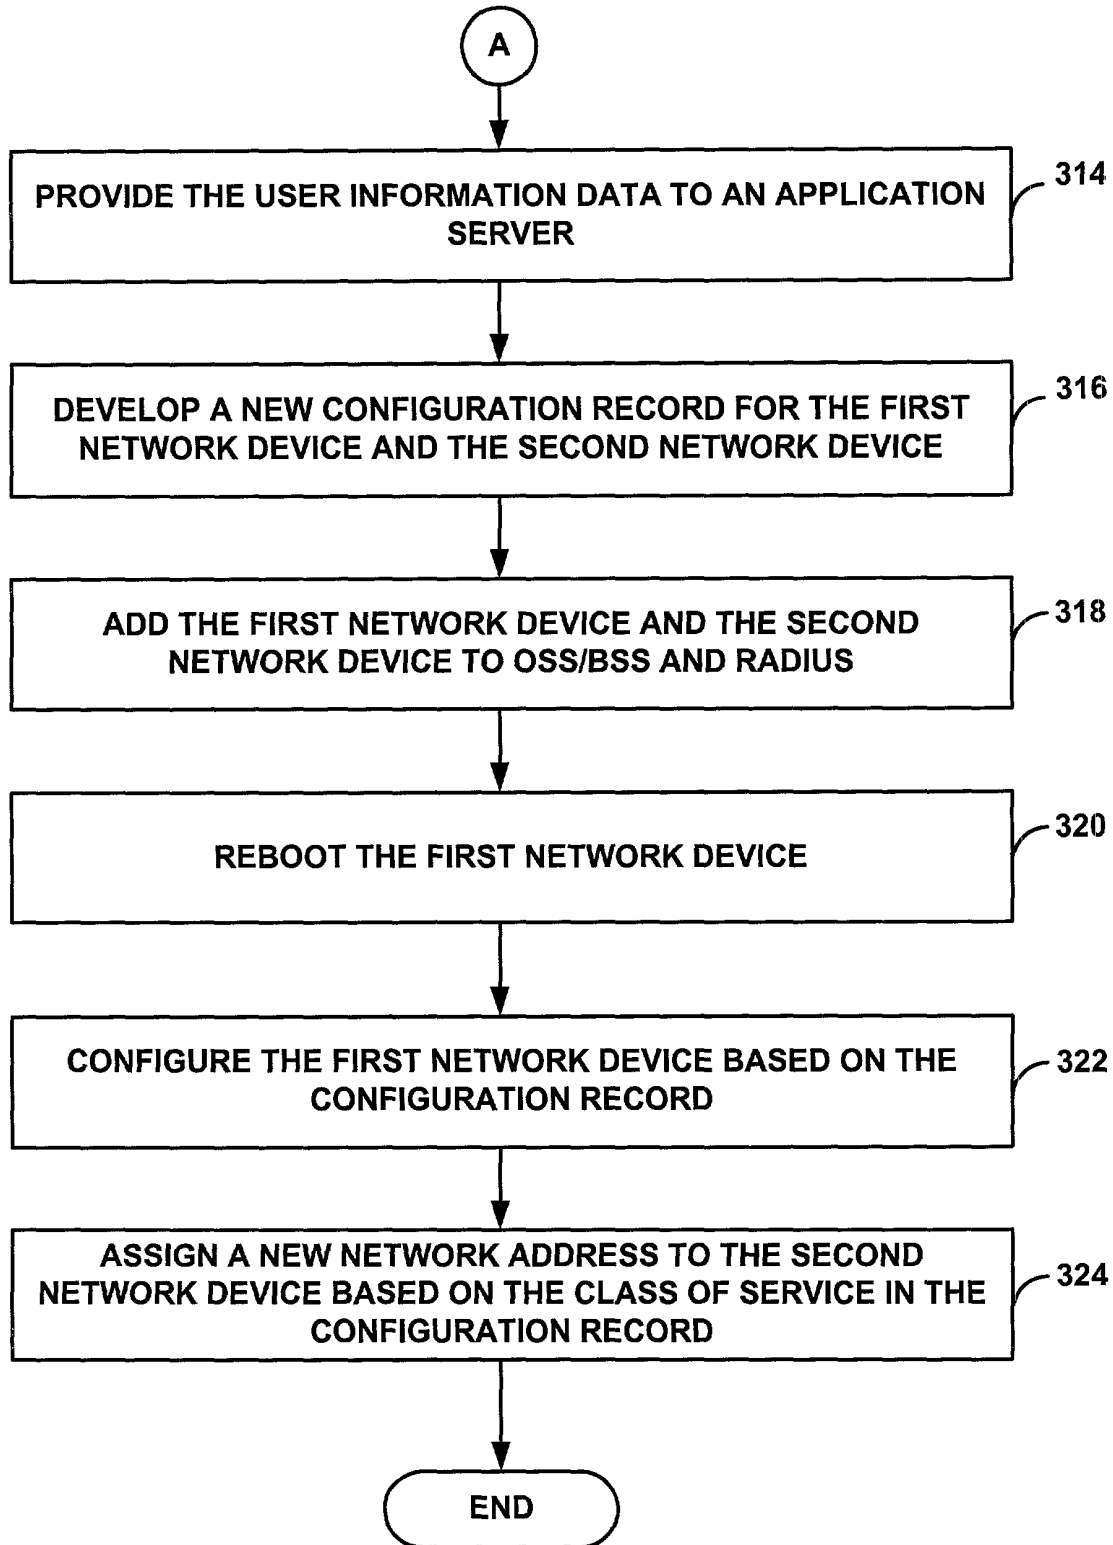 A
PROVIDE THE USER INFORMATION DATA TO AN APPLICATION
SERVER
314
DEVELOP A NEW CONFIGURATION RECORD FOR THE FIRST
NETWORK DEVICE AND THE SECOND NETWORK DEVICE
316
ADD THE FIRST NETWORK DEVICE AND THE SECOND
NETWORK DEVICE TO OSS/BSS AND RADIUS
318
REBOOT THE FIRST NETWORK DEVICE
320
CONFIGURE THE FIRST NETWORK DEVICE BASED ON THE
CONFIGURATION RECORD
322
ASSIGN A NEW NETWORK ADDRESS TO THE SECOND
NETWORK DEVICE BASED ON THE CLASS OF SERVICE IN THE
CONFIGURATION RECORD
324
END